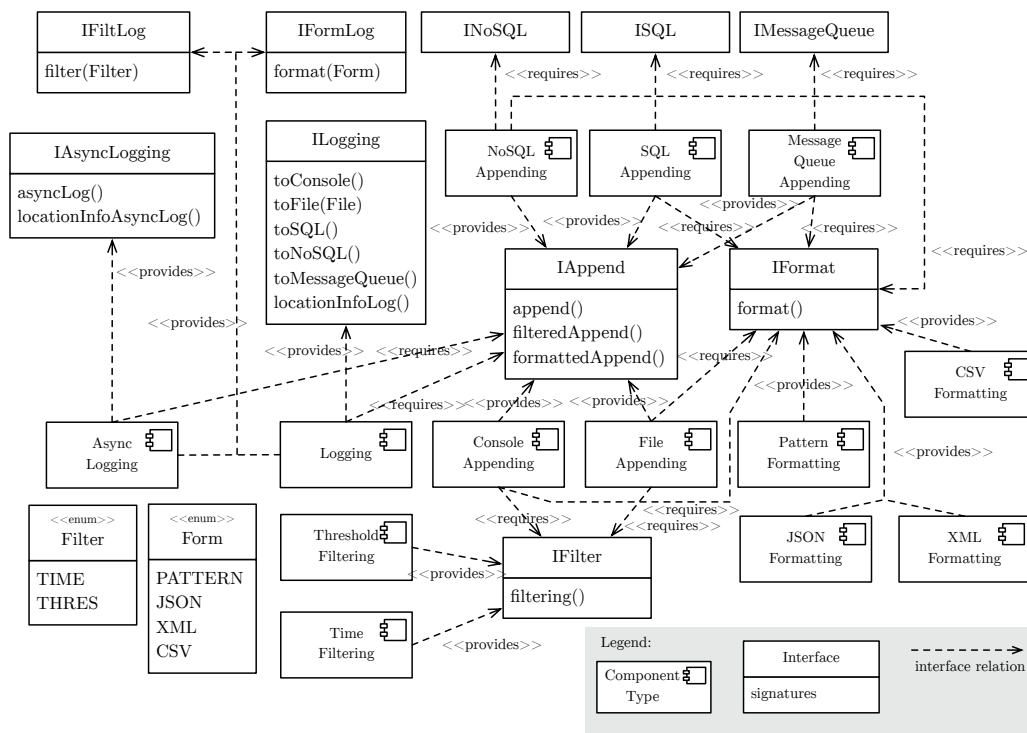 IFiltLog
filter(Filter)
IFormLog
format(Form)
INoSQL
ISQL
IMessageQueue
<<requires>>
<<requires>>
<<requires>>
IAsyncLogging
asyncLog()
locationInfoAsyncLog()
ILogging
toConsole()
toFile(File)
toSQL()
toNoSQL()
toMessageQueue()
locationInfoLog()
NoSQL
Appending
SQL
Appending
Message
Queue
Appending
<<provides>>
<<provides>>
<<provides>>
<<requires>>
<<requires>>
<<provides>>
IAppend
append()
filteredAppend()
formattedAppend()
IFormat
format()
<<provides>>
<<provides>>
<<requires>>
<<requires>>
<<provides>>
CSV
Formatting
<<provides>>
<<requires>>
<<provides>>
<<provides>>
Async
Logging
Logging
Console
Appending
File
Appending
Pattern
Formatting
<<provides>>
<<enum>>
Filter
TIME
THRES
<<enum>>
Form
PATTERN
JSON
XML
CSV
Threshold
Filtering
<<requires>>
<<requires>>
<<requires>>
JSON
Formatting
XML
Formatting
<<provides>>
IFilter
filtering()
Time
Filtering
<<provides>>
Legend:
Component
Type
Interface
signatures
interface relation